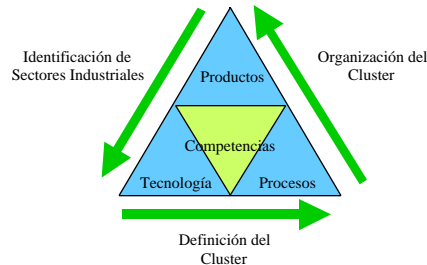 Identificación de
Sectores Industriales
Organización del
Cluster
Productos
Competencias
Tecnología
Procesos
Definición del
Cluster